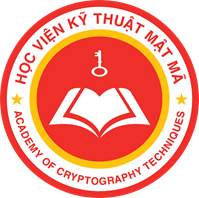 HỌC VIỆN KỸ THUẬT MẬT MÃ
ACADEMY OF CRYPTOGRAPHY TECHNIQUES